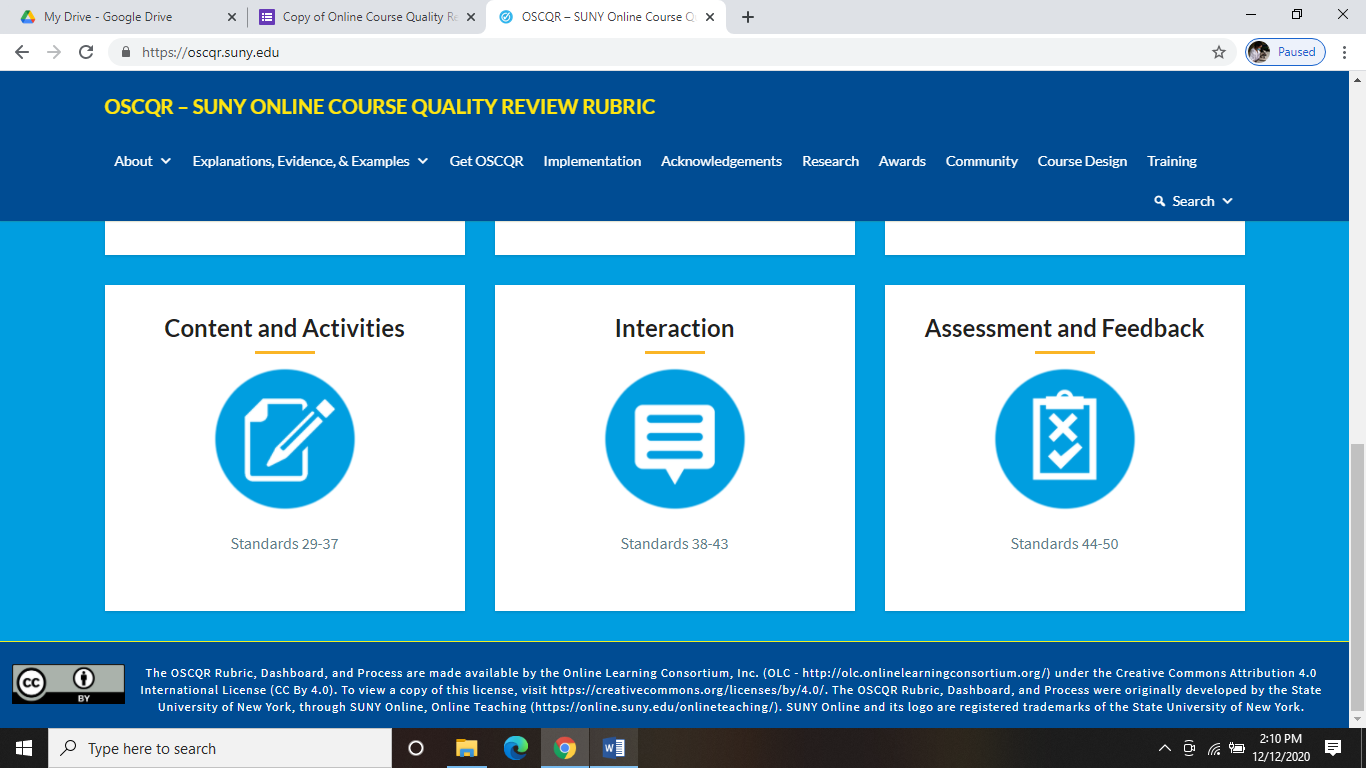 My Drive - Google Drive
Copy of Online Course Quality Re
OSCQR – SUNY Online Course Q
https://oscqr.suny.edu
Paused
OSCQR – SUNY ONLINE COURSE QUALITY REVIEW RUBRIC
About Explanations, Evidence, & Examples Get OSCQR Implementation Acknowledgements Research Awards Community Course Design Training
Search
Content and Activities
Standards 29-37
Interaction
Standards 38-43
Assessment and Feedback
Standards 44-50
cc BY
The OSCQR Rubric, Dashboard, and Process are made available by the Online Learning Consortium, Inc. (OLC - http://olc.onlinelearningconsortium.org/) under the Creative Commons Attribution 4.0
International License (CC By 4.0). To view a copy of this license, visit https://creativecommons.org/licenses/by/4.0/. The OSCQR Rubric, Dashboard, and Process were originally developed by the State
University of New York, through SUNY Online, Online Teaching (https://online.suny.edu/onlineteaching/). SUNY Online and its logo are registered trademarks of the State University of New York.
Type here to search
2:10 PM
12/12/2020